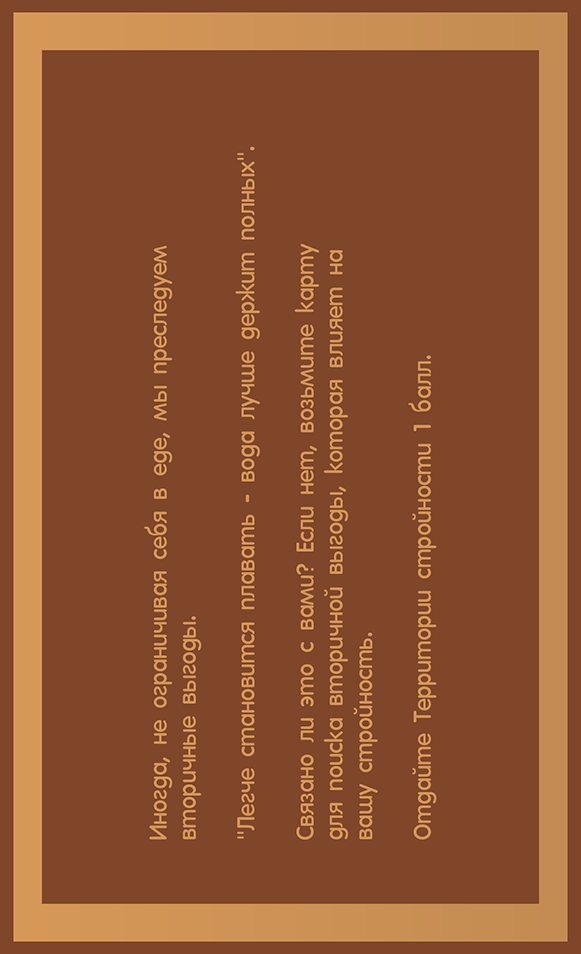 Иногда, не ограничивая себя в еде, мы преследуем
вторичные выгоды.
"Легче становится плавать - вода лучше держит полных".
Связано ли это с вами? Если нет, возьмите карту
для поиска вторичной выгоды, которая влияет на
вашу стройность.
Отдайте Территории стройности 1 балл.